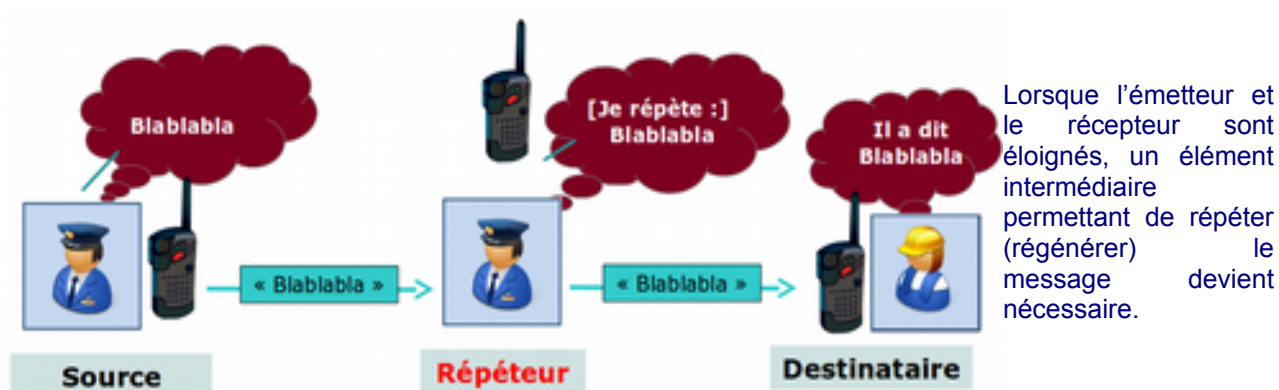 Blablabla
[Je répète :]
Blablabla
Il a dit
Blablabla
« Blablabla »
« Blablabla »
Source
Répéteur
Destinataire
Lorsque l’émetteur et
le récepteur sont
éloignés, un élément
intermédiaire
permettant de répéter
(régénérer) le
message devient
nécessaire.